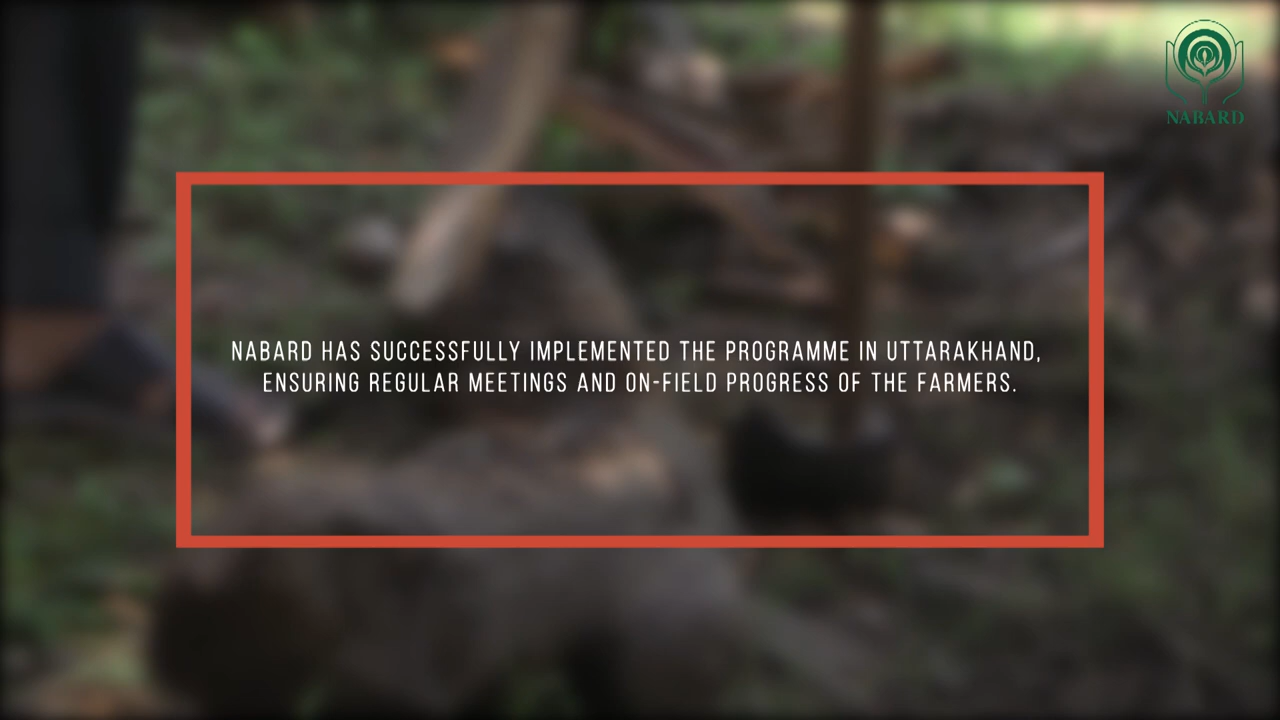 NABARD
NABARD HAS SUCCESSFULLY IMPLEMENTED THE PROGRAMME IN UTTARAKHAND,
ENSURING REGULAR MEETINGS AND ON-FIELD PROGRESS OF THE FARMERS.